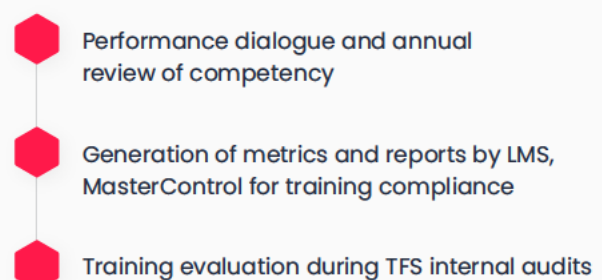 Performance dialogue and annual
review of competency
Generation of metrics and reports by LMS,
MasterControl for training compliance
Training evaluation during TFS internal audits